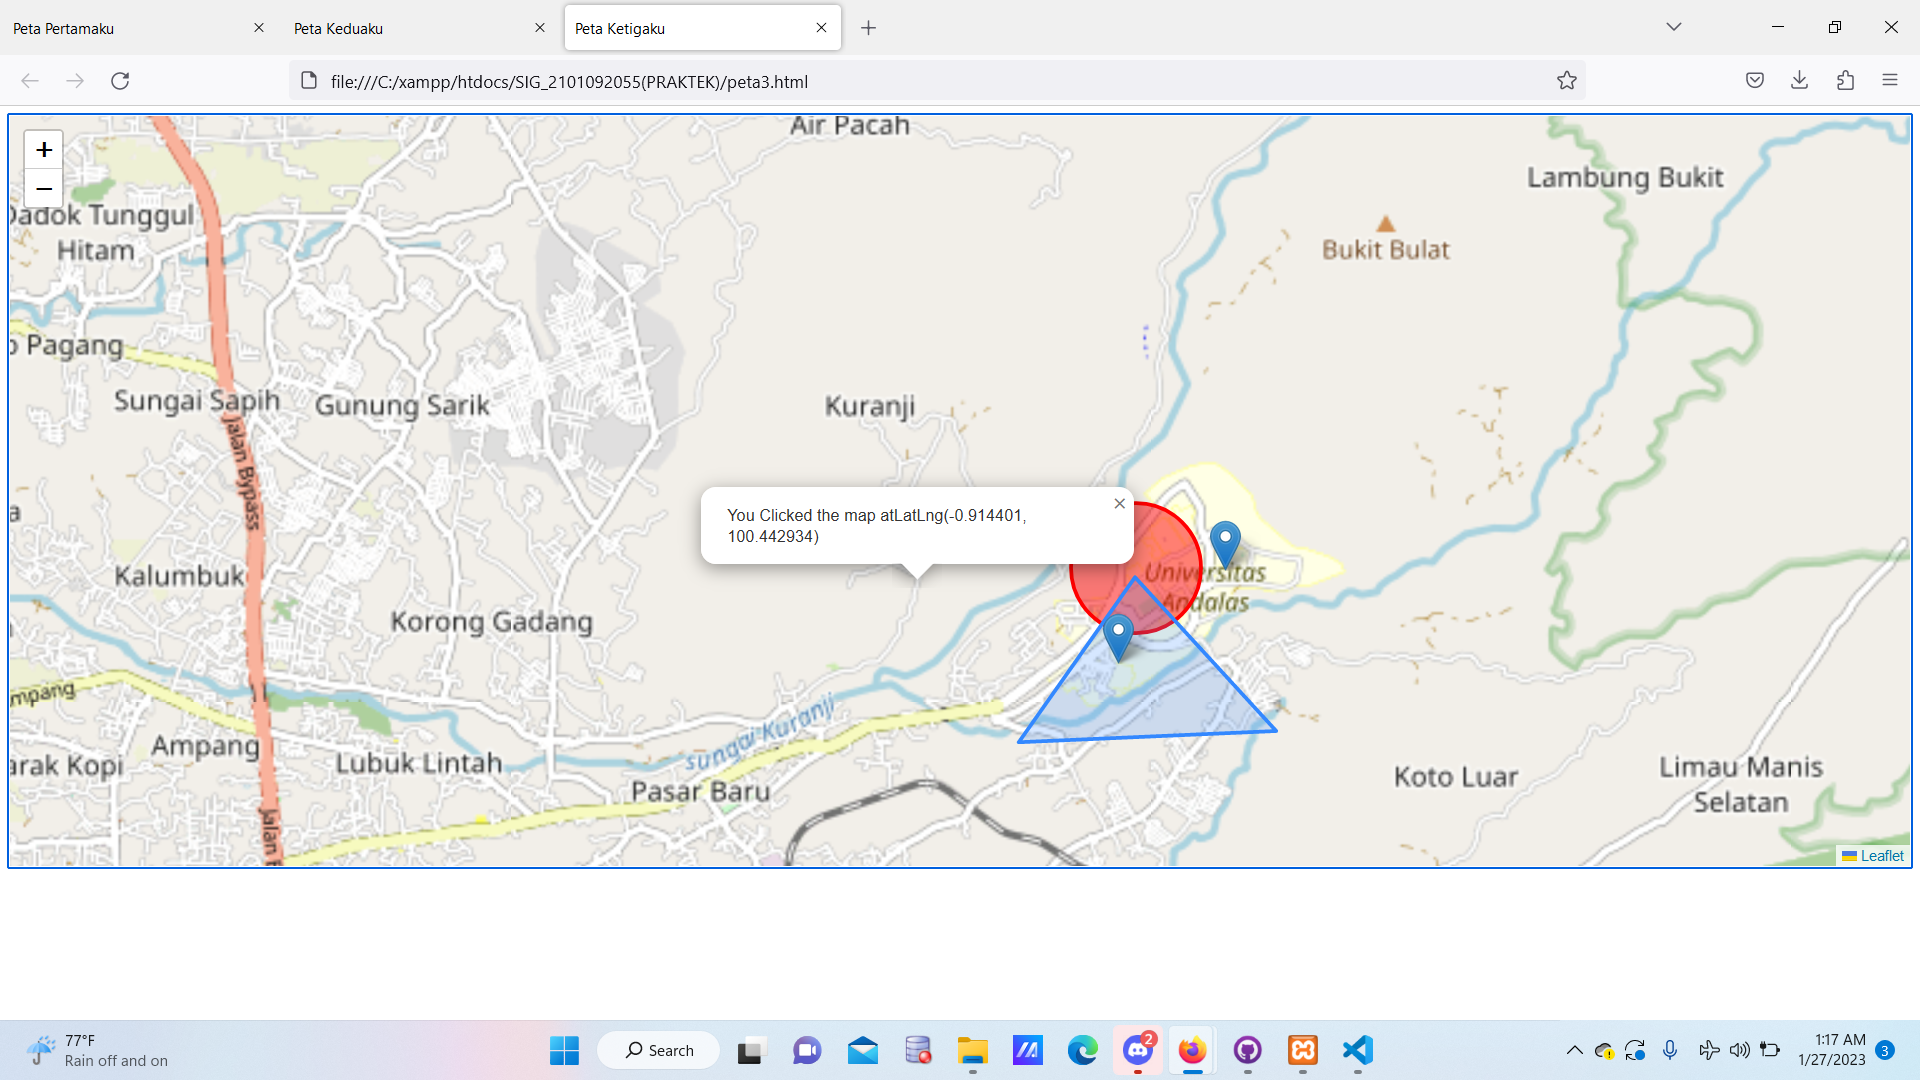 Peta Pertamaku
Peta Keduaku
Peta Ketigaku
file:///C:/xampp/htdocs/SIG_2101092055(PRAKTEK)/peta3.html
+
−
Air Pacah
Lambung Bukit
Dadok Tunggul
Hitam
Bukit Bulat
Pagang
Sungai Sapih
Gunung Sarik
Kuranji
Jalan Bypass
You Clicked the map atLatLng(-0.914401,
100.442934)
×
Universitas
Andalas
Kalumbuk
Korong Gadang
mpang
sungai Kuranji
Ampang
arak Kopi
Lubuk Lintah
Pasar Baru
Koto Luar
Limau Manis
Selatan
Jalan
Leaflet
77°F
Rain off and on
Search
2
1:17 AM
1/27/2023
3